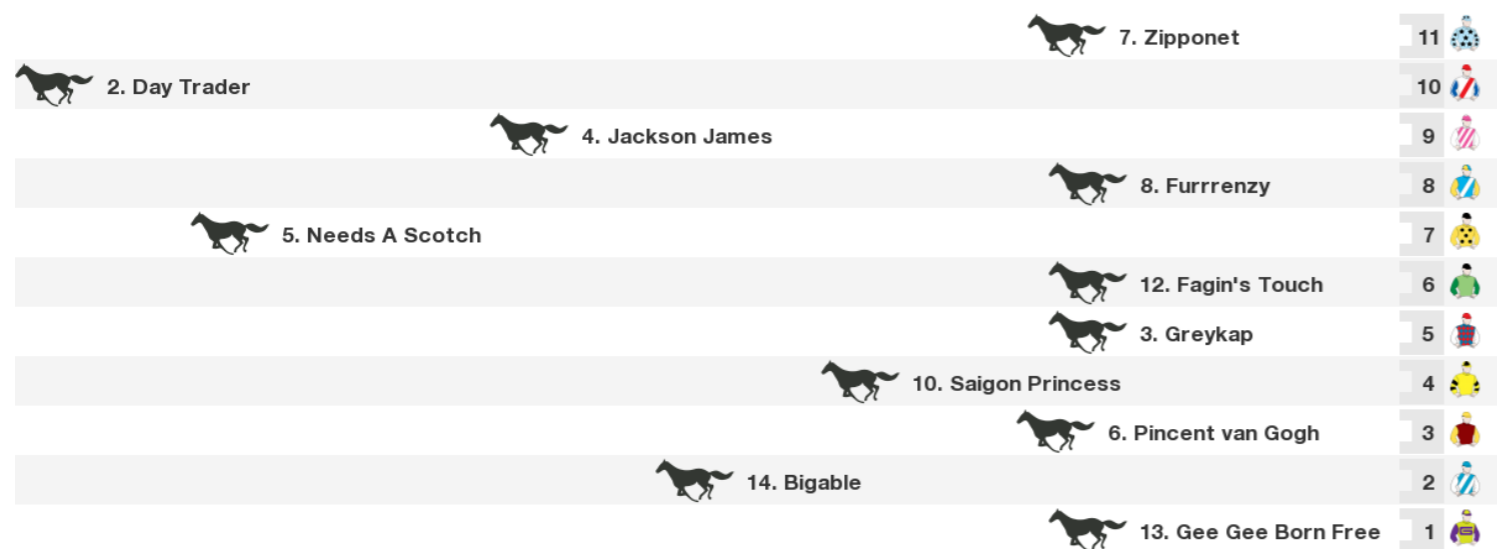 7. Zipponet 11
2. Day Trader 10
4. Jackson James 9
8. Furrrenzy 8
5. Needs A Scotch 7
12. Fagin's Touch 6
3. Greykap 5
10. Saigon Princess 4
6. Pincent van Gogh 3
14. Bigable 2
13. Gee Gee Born Free 1